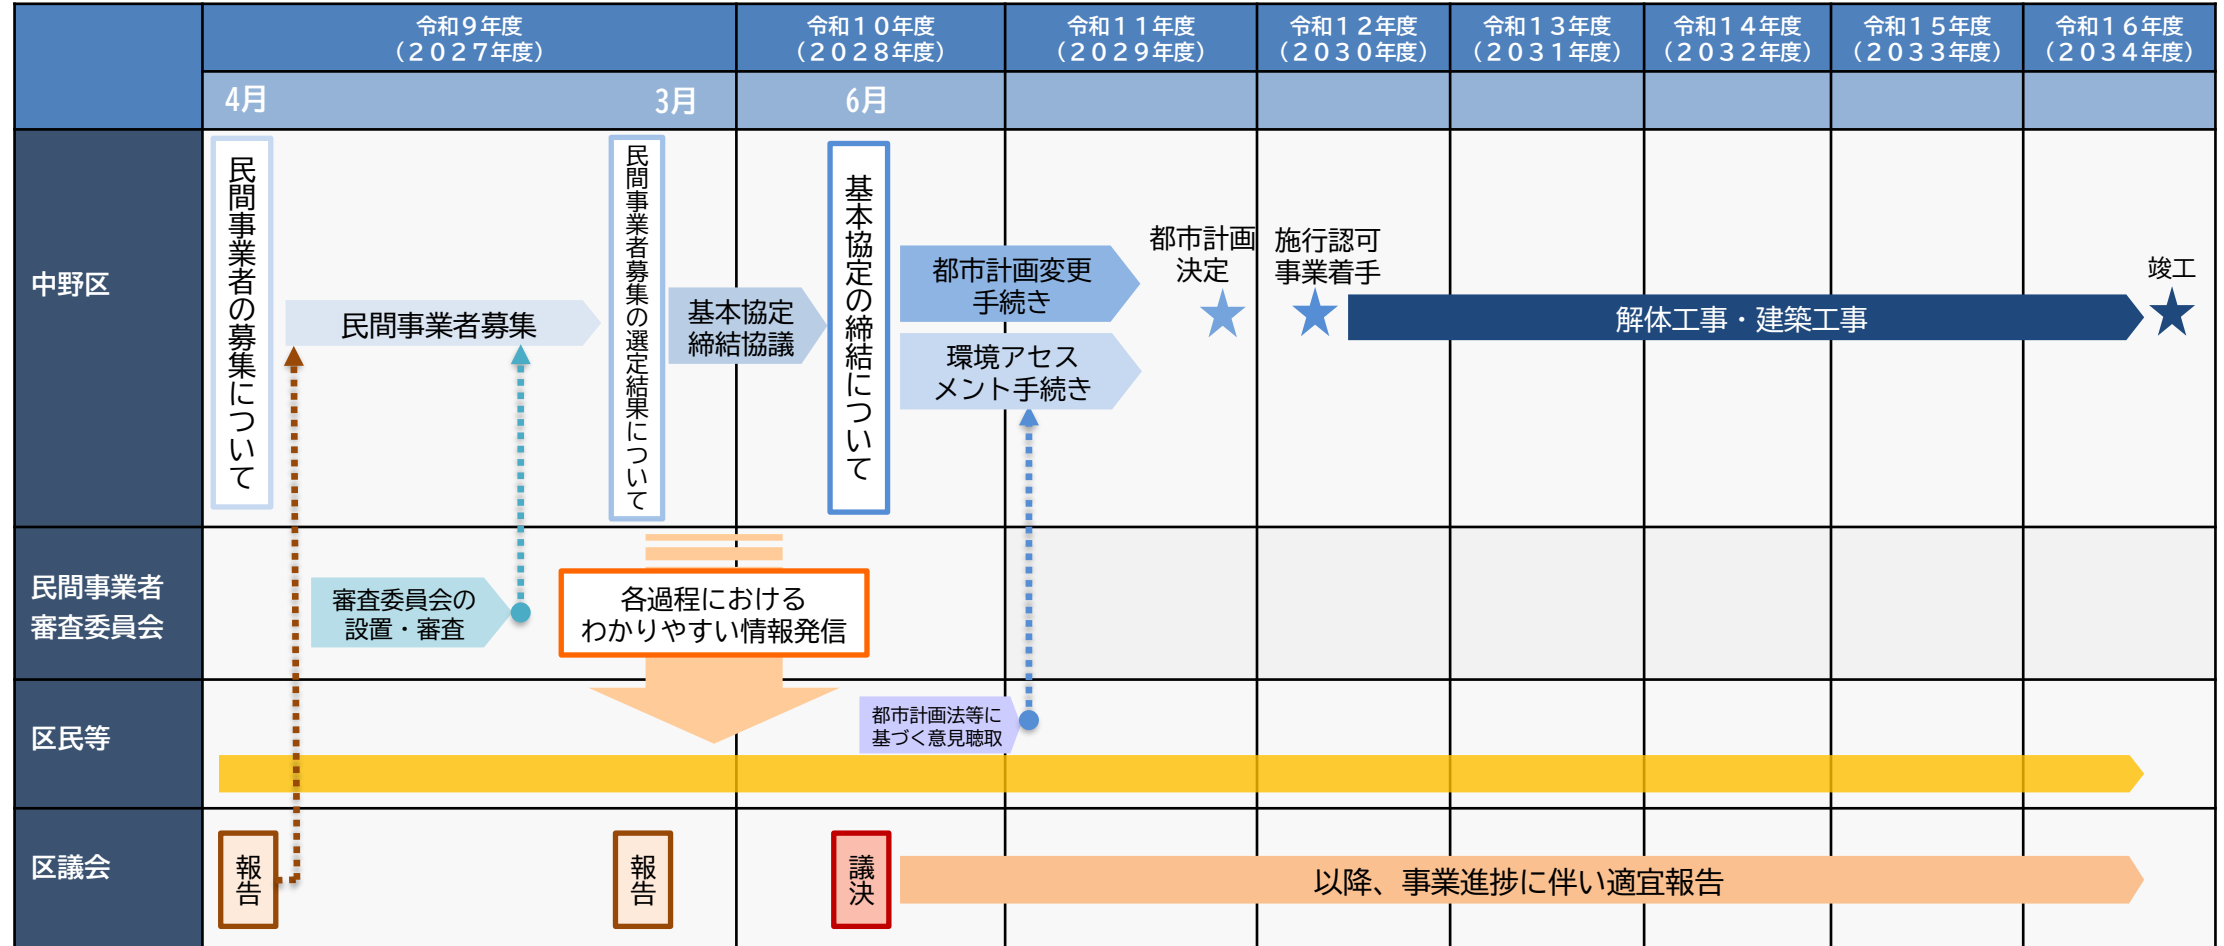 令和9年度
（2027年度）
令和10年度
（2028年度）
令和11年度
（2029年度）
令和12年度
（2030年度）
令和13年度
（2031年度）
令和14年度
（2032年度）
令和15年度
（2033年度）
令和16年度
（2034年度）
4月
3月
6月
中野区
民間事業者の募集について
民間事業者募集
民間事業者募集の選定結果について
基本協定
締結協議
基本協定の締結について
都市計画変更
手続き
環境アセス
メント手続き
都市計画
決定
施行認可
事業着手
解体工事・建築工事
竣工
民間事業者
審査委員会
審査委員会の
設置・審査
各過程における
わかりやすい情報発信
区民等
都市計画法等に
基づく意見聴取
区議会
報告
報告
議決
以降、事業進捗に伴い適宜報告